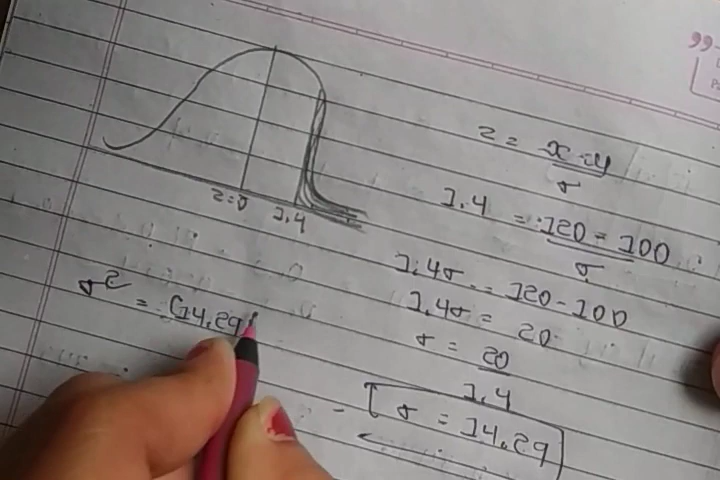 z = x - μ
σ
1.4 = 120 - 100
σ
z=0 1.4
1.4σ = 120 - 100
1.4σ = 20
σ² = (14.29
σ = 20
1.4
σ = 14.29